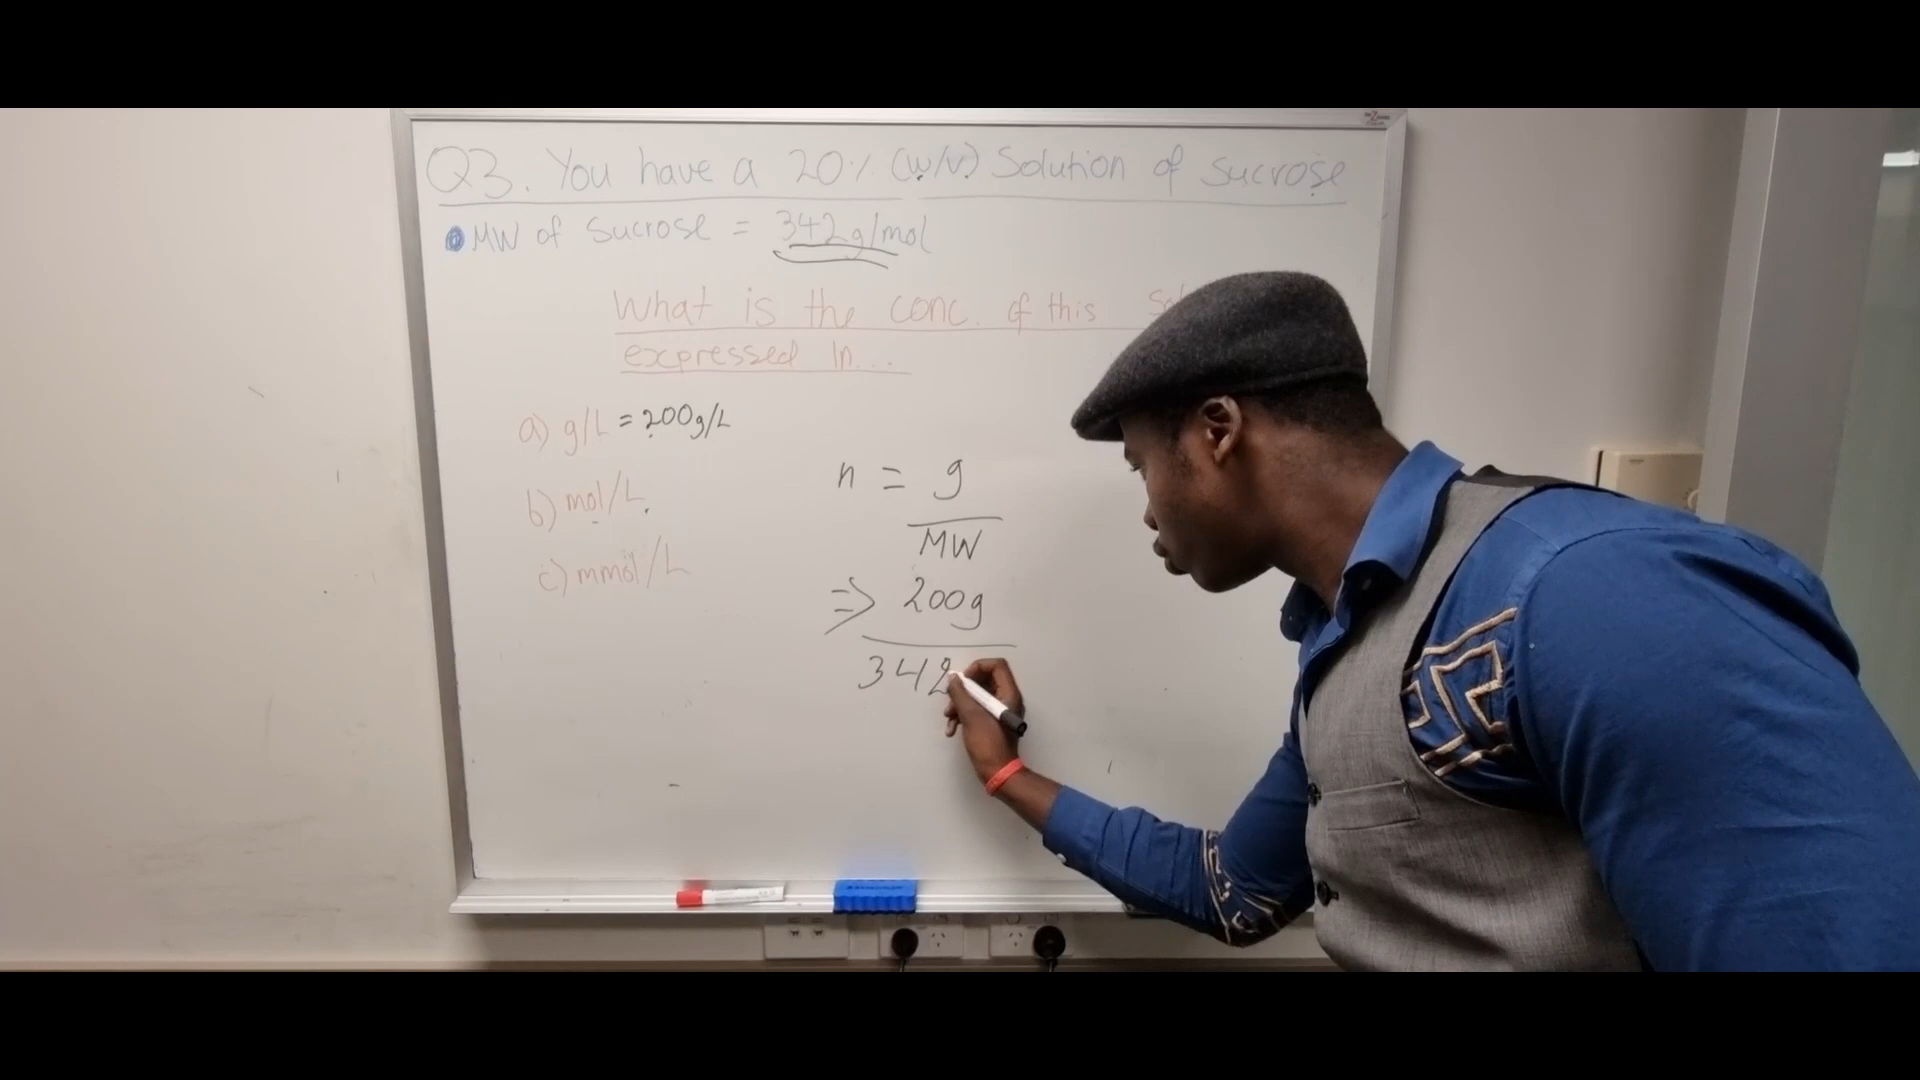 Q3. You have a 20% (w/v) Solution of sucrose
MW of Sucrose = 342g/mol
What is the conc. of this
expressed in...
a) g/L = 200g/L
b) mol/L
c) mmol/L
n = g
MW
=> 200g
342